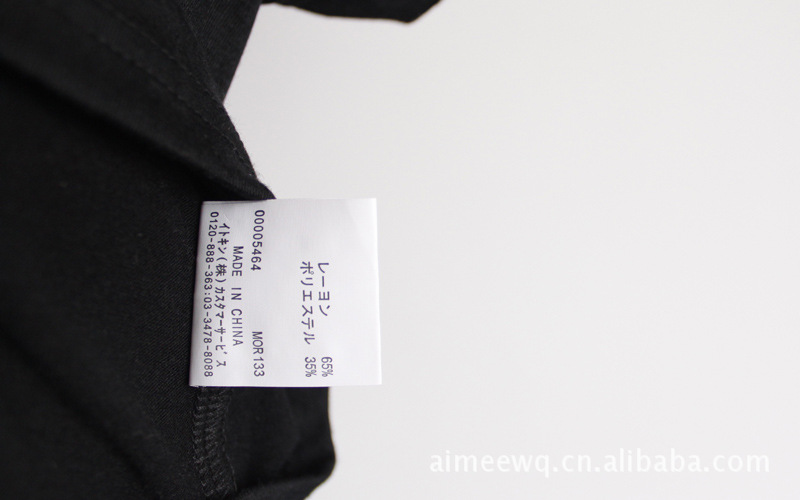 レーヨン 65%
ポリエステル 35%
00005464 MOR133
MADE IN CHINA
イトキン(株)カスタマーサービス
0120-888-363:03-3478-8088
aimeewq.cn.alibaba.com